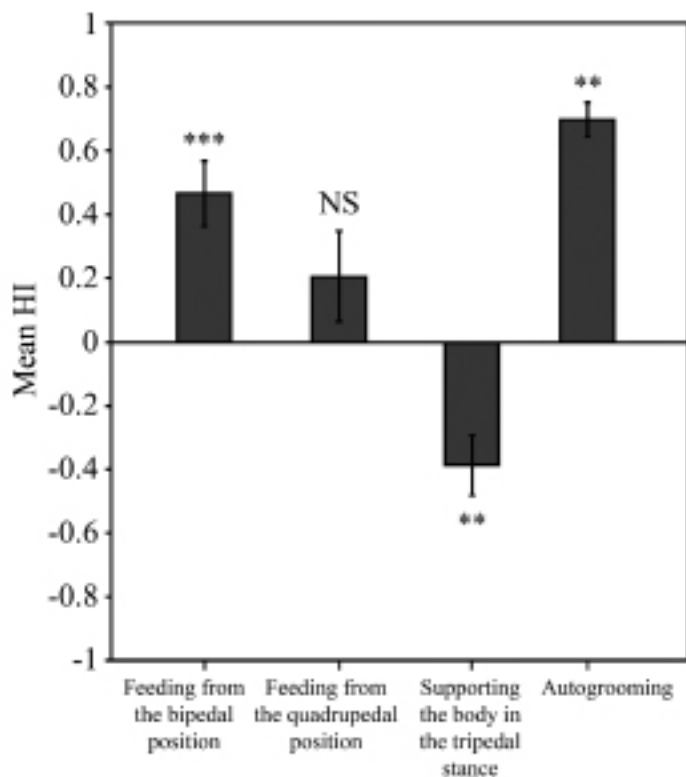 1
0.8
0.6
0.4
0.2
0
-0.2
-0.4
-0.6
-0.8
-1
Mean HI
***
NS
**
**
Feeding from
the bipedal
position
Feeding from
the quadrupedal
position
Supporting
the body in
the tripedal
stance
Autogrooming